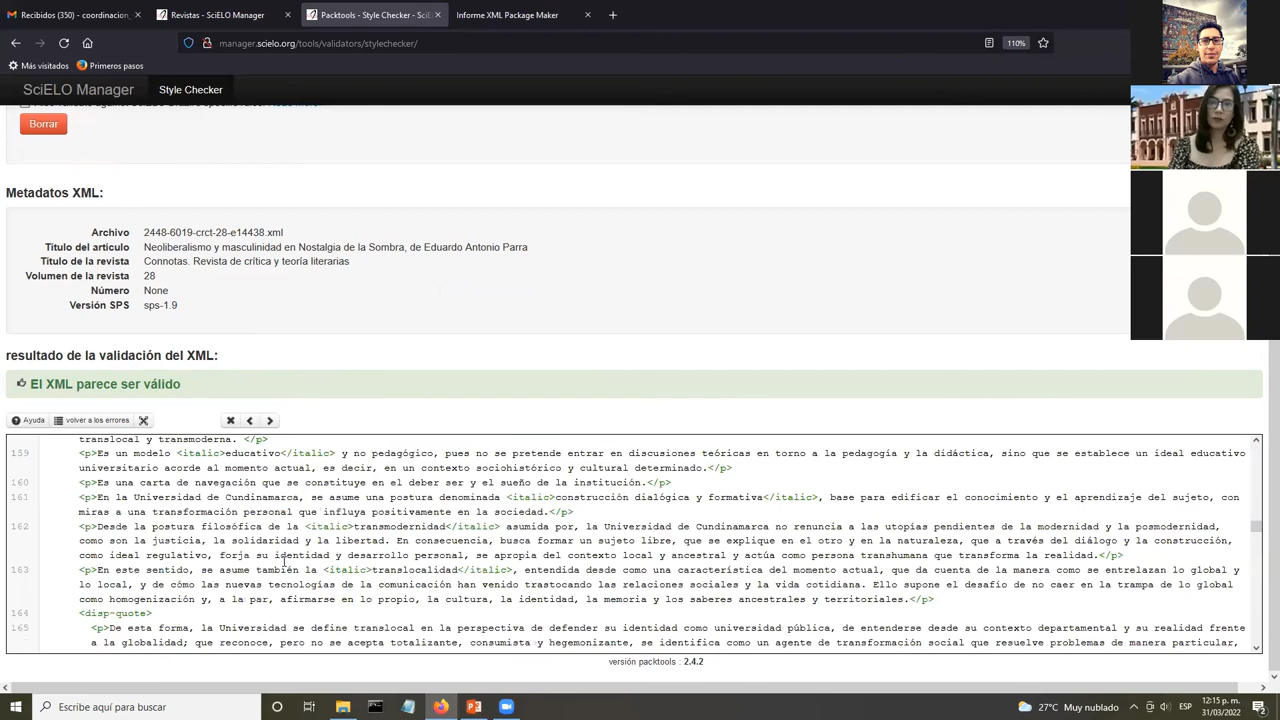 Recibidos (350) - coordinacion_
Revistas - SciELO Manager
Packtools - Style Checker - SciE
Informe XML Package Maker
manager.scielo.org/tools/validators/stylechecker/
110%
Más visitados
Primeros pasos
SciELO Manager
Style Checker
Borrar
Metadatos XML:
Archivo 2448-6019-crct-28-e14438.xml
Título del artículo Neoliberalismo y masculinidad en Nostalgia de la Sombra, de Eduardo Antonio Parra
Título de la revista Connotas. Revista de crítica y teoría literarias
Volumen de la revista 28
Número None
Versión SPS sps-1.9
resultado de la validación del XML:
El XML parece ser válido
Ayuda
volver a los errores
translocal y transmoderna. </p>
159 <p>Es un modelo <italic>educativo</italic> y no pedagógico, pues no se pretende entrar en discusiones teóricas en torno a la pedagogía y la didáctica, sino que se establece un ideal educativo
universitario acorde al momento actual, es decir, en un contexto sociohistórico y cultural determinado.</p>
160 <p>Es una carta de navegación que se constituye en el deber ser y el sueño de la institución.</p>
161 <p>En la Universidad de Cundinamarca, se asume una postura denominada <italic>construcción dialógica y formativa</italic>, base para edificar el conocimiento y el aprendizaje del sujeto, con
miras a una transformación personal que influya positivamente en la sociedad.</p>
162 <p>Desde la postura filosófica de la <italic>transmodernidad</italic> asumida por, la Universidad de Cundinamarca no renuncia a las utopías pendientes de la modernidad y la posmodernidad,
como son la justicia, la solidaridad y la libertad. En consecuencia, busca formar un sujeto libre, que se explique en el otro y en la naturaleza, que a través del diálogo y la construcción,
como ideal regulativo, forja su identidad y desarrollo personal, se apropia del contexto local y ancestral y actúa como persona transhumana que transforma la realidad.</p>
163 <p>En este sentido, se asume también la <italic>translocalidad</italic>, entendida desde como una característica del momento actual, que da cuenta de la manera como se entrelazan lo global y
lo local, y de cómo las nuevas tecnologías de la comunicación han venido trastocando las relaciones sociales y la vida cotidiana. Ello supone el desafío de no caer en la trampa de lo global
como homogenización y, a la par, afirmarse en lo propio, la cultura, la identidad, la memoria y los saberes ancestrales y territoriales.</p>
164 <disp-quote>
165 <p>De esta forma, la Universidad se define translocal en la perspectiva de defender su identidad como universidad pública, de entenderse desde su contexto departamental y su realidad frente
a la globalidad; que reconoce, pero no se acepta totalizante, consumista y hegemonizante, se identifica como un agente de transformación social que resuelve problemas de manera particular,
versión packtools : 2.4.2
Escribe aquí para buscar
27°C Muy nublado
ESP
12:15 p. m.
31/03/2022
2